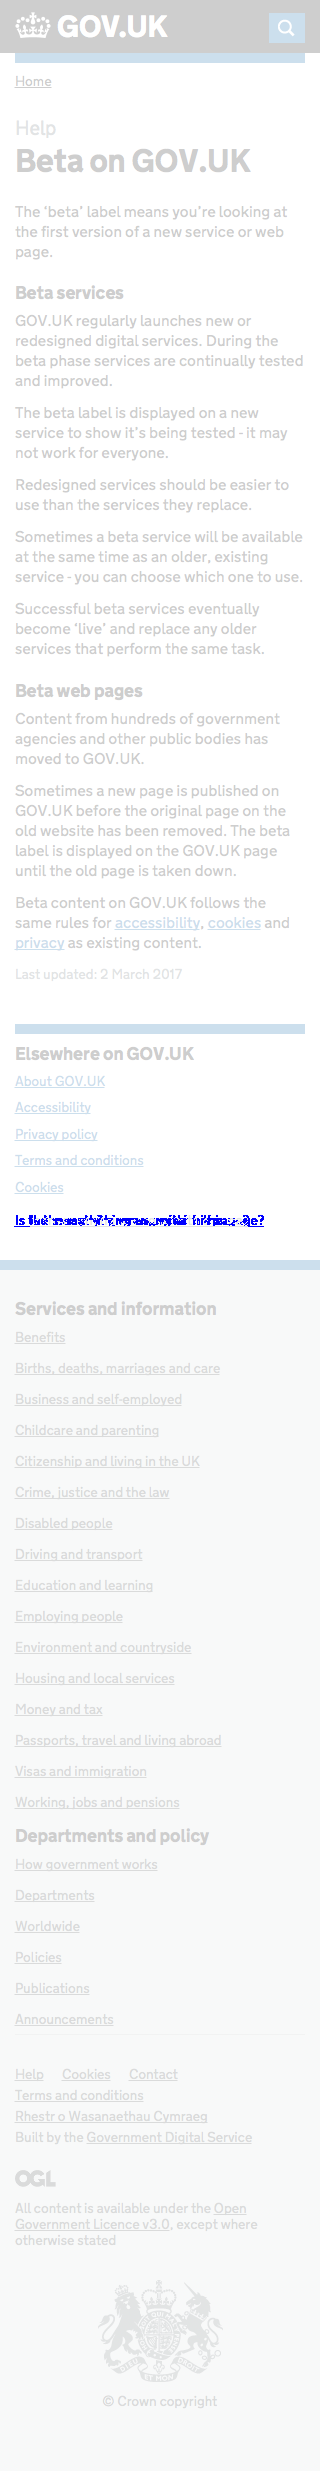 GOV.UK
Home
Help
Beta on GOV.UK
The ‘beta’ label means you’re looking at
the first version of a new service or web
page.
Beta services
GOV.UK regularly launches new or
redesigned digital services. During the
beta phase services are continually tested
and improved.
The beta label is displayed on a new
service to show it’s being tested - it may
not work for everyone.
Redesigned services should be easier to
use than the services they replace.
Sometimes a beta service will be available
at the same time as an older, existing
service - you can choose which one to use.
Successful beta services eventually
become ‘live’ and replace any older
services that perform the same task.
Beta web pages
Content from hundreds of government
agencies and other public bodies has
moved to GOV.UK.
Sometimes a new page is published on
GOV.UK before the original page on the
old website has been removed. The beta
label is displayed on the GOV.UK page
until the old page is taken down.
Beta content on GOV.UK follows the
same rules for accessibility, cookies and
privacy as existing content.
Last updated: 2 March 2017
Elsewhere on GOV.UK
About GOV.UK
Accessibility
Privacy policy
Terms and conditions
Cookies
Is
Services and information
Benefits
Births, deaths, marriages and care
Business and self-employed
Childcare and parenting
Citizenship and living in the UK
Crime, justice and the law
Disabled people
Driving and transport
Education and learning
Employing people
Environment and countryside
Housing and local services
Money and tax
Passports, travel and living abroad
Visas and immigration
Working, jobs and pensions
Departments and policy
How government works
Departments
Worldwide
Policies
Publications
Announcements
Help Cookies Contact
Terms and conditions
Rhestr o Wasanaethau Cymraeg
Built by the Government Digital Service
OGL
All content is available under the Open
Government Licence v3.0, except where
otherwise stated
© Crown copyright